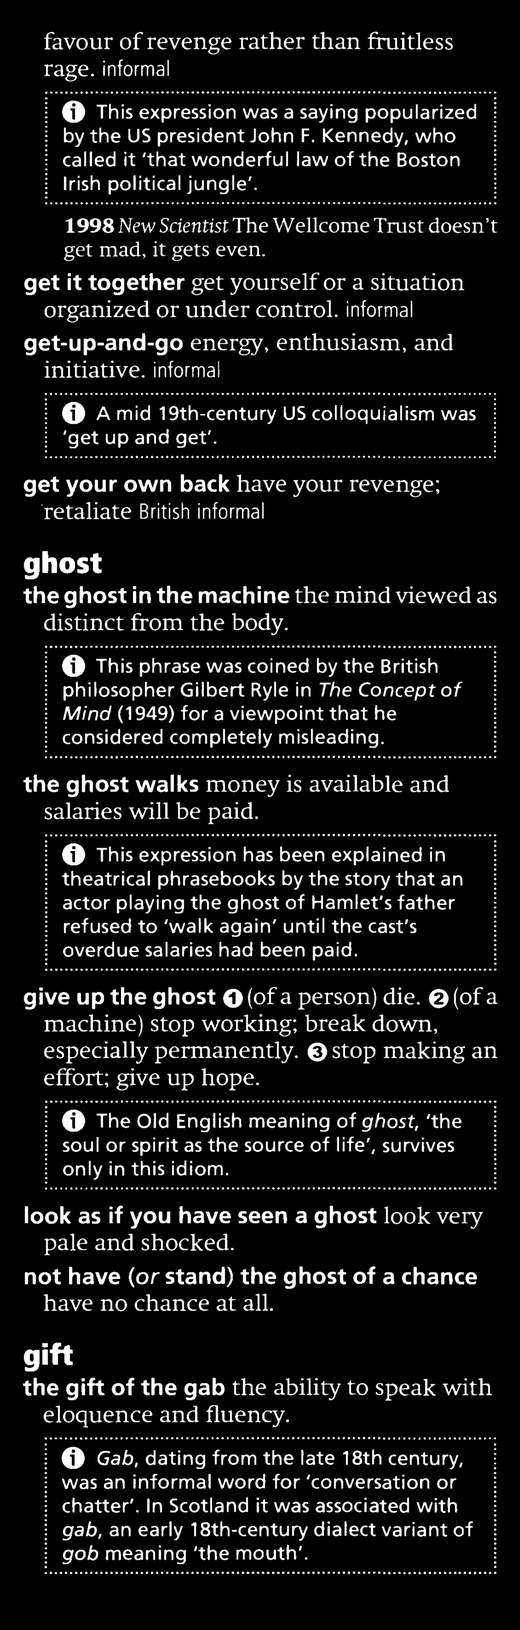 favour of revenge rather than fruitless
rage. informal
ⓘ This expression was a saying popularized
by the US president John F. Kennedy, who
called it ‘that wonderful law of the Boston
Irish political jungle’.
1998 New Scientist The Wellcome Trust doesn’t
get mad, it gets even.
get it together get yourself or a situation
organized or under control. informal
get-up-and-go energy, enthusiasm, and
initiative. informal
ⓘ A mid 19th-century US colloquialism was
‘get up and get’.
get your own back have your revenge;
retaliate British informal
ghost
the ghost in the machine the mind viewed as
distinct from the body.
ⓘ This phrase was coined by the British
philosopher Gilbert Ryle in The Concept of
Mind (1949) for a viewpoint that he
considered completely misleading.
the ghost walks money is available and
salaries will be paid.
ⓘ This expression has been explained in
theatrical phrasebooks by the story that an
actor playing the ghost of Hamlet’s father
refused to ‘walk again’ until the cast’s
overdue salaries had been paid.
give up the ghost ❶ (of a person) die. ❷ (of a
machine) stop working; break down,
especially permanently. ❸ stop making an
effort; give up hope.
ⓘ The Old English meaning of ghost, ‘the
soul or spirit as the source of life’, survives
only in this idiom.
look as if you have seen a ghost look very
pale and shocked.
not have (or stand) the ghost of a chance
have no chance at all.
gift
the gift of the gab the ability to speak with
eloquence and fluency.
ⓘ Gab, dating from the late 18th century,
was an informal word for ‘conversation or
chatter’. In Scotland it was associated with
gab, an early 18th-century dialect variant of
gob meaning ‘the mouth’.